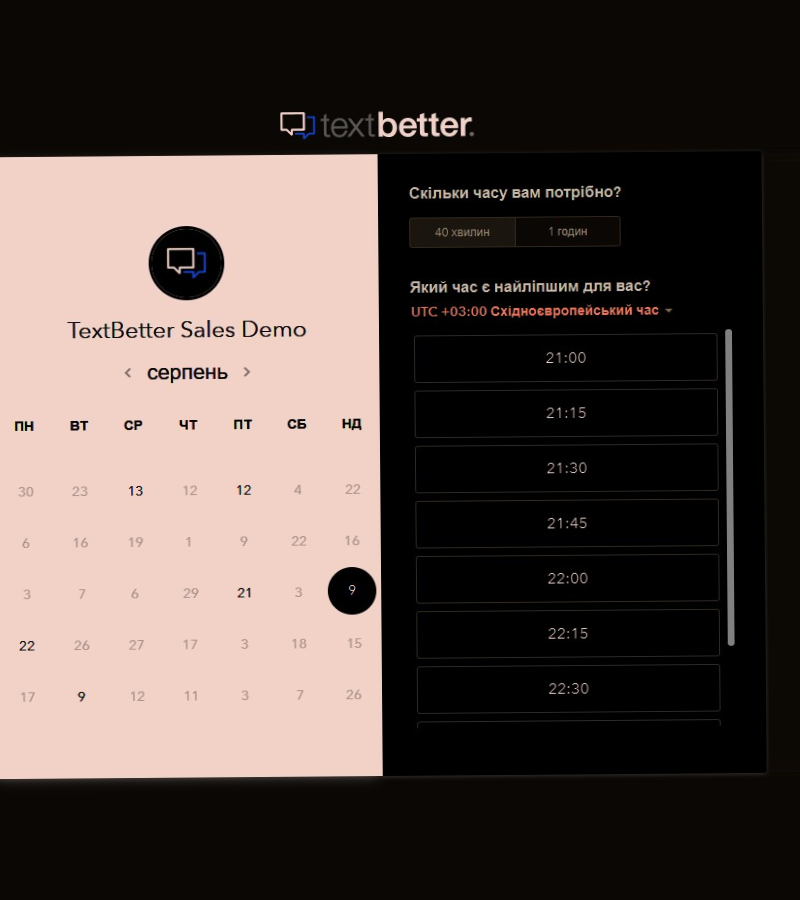 textbetter.
TextBetter Sales Demo
серпень
ПН ВТ СР ЧТ ПТ СБ НД
30 23 13 12 12 4 22
6 16 19 1 9 22 16
3 7 6 29 21 3 9
22 26 27 17 3 18 15
17 9 12 11 3 7 26
Скільки часу вам потрібно?
40 хвилин 1 годин
Який час є найліпшим для вас?
UTC +03:00 Східноєвропейський час
21:00
21:15
21:30
21:45
22:00
22:15
22:30